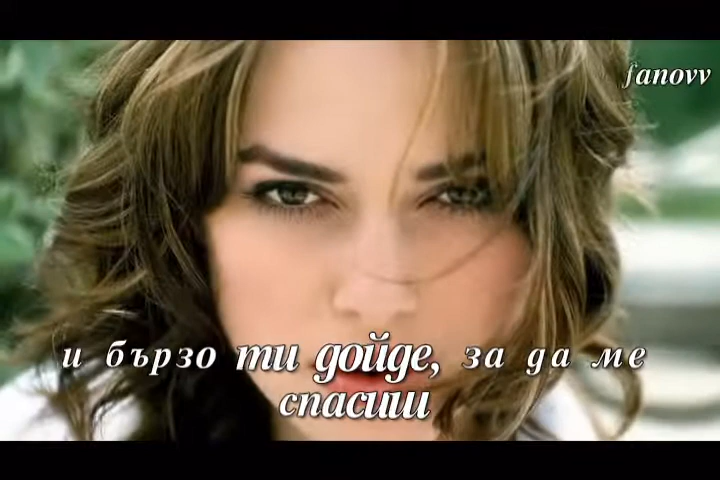 fanovv
и бързо ти дойде, за да ме
спасиш